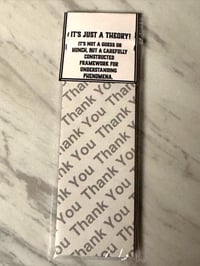 IT'S JUST A THEORY!
IT'S NOT A GUESS OR
HUNCH, BUT A CAREFULLY
CONSTRUCTED
FRAMEWORK FOR
UNDERSTANDING
PHENOMENA.
Thank You
Thank You Thank You
Thank You Thank You
Thank You Thank You
Thank You Thank You
Thank You